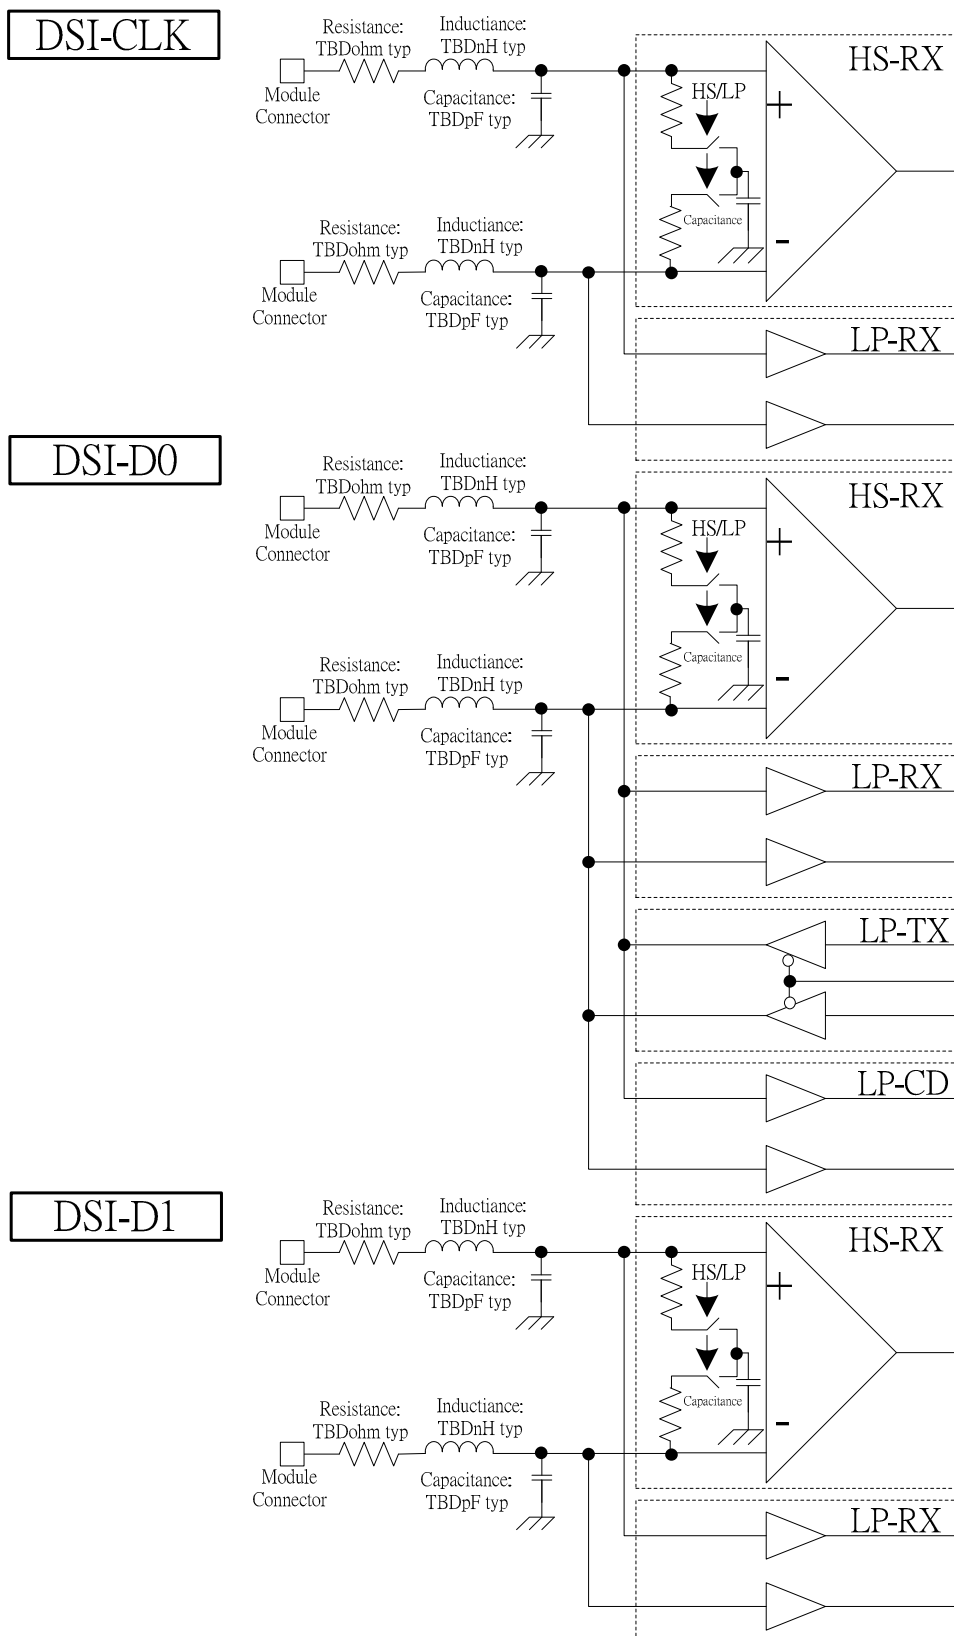 DSI-CLK
Resistance:
TBDohm typ
Inductiance:
TBDnH typ
HS-RX
Module
Connector
Capacitance:
TBDpF typ
HS/LP
+
Capacitance
Resistance:
TBDohm typ
Inductiance:
TBDnH typ
-
Module
Connector
Capacitance:
TBDpF typ
LP-RX
DSI-D0
Resistance:
TBDohm typ
Inductiance:
TBDnH typ
HS-RX
Module
Connector
Capacitance:
TBDpF typ
HS/LP
+
Capacitance
Resistance:
TBDohm typ
Inductiance:
TBDnH typ
-
Module
Connector
Capacitance:
TBDpF typ
LP-RX
LP-TX
LP-CD
DSI-D1
Resistance:
TBDohm typ
Inductiance:
TBDnH typ
HS-RX
Module
Connector
Capacitance:
TBDpF typ
HS/LP
+
Capacitance
Resistance:
TBDohm typ
Inductiance:
TBDnH typ
-
Module
Connector
Capacitance:
TBDpF typ
LP-RX